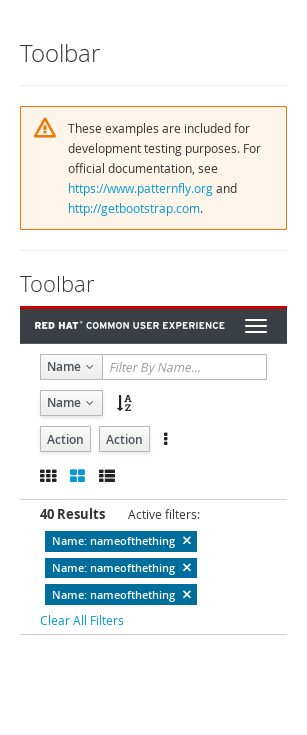 Toolbar
These examples are included for
development testing purposes. For
official documentation, see
https://www.patternfly.org and
http://getbootstrap.com.
Toolbar
RED HAT® COMMON USER EXPERIENCE
Name Filter By Name...
Name
Action Action
40 Results Active filters:
Name: nameofthething ×
Name: nameofthething ×
Name: nameofthething ×
Clear All Filters